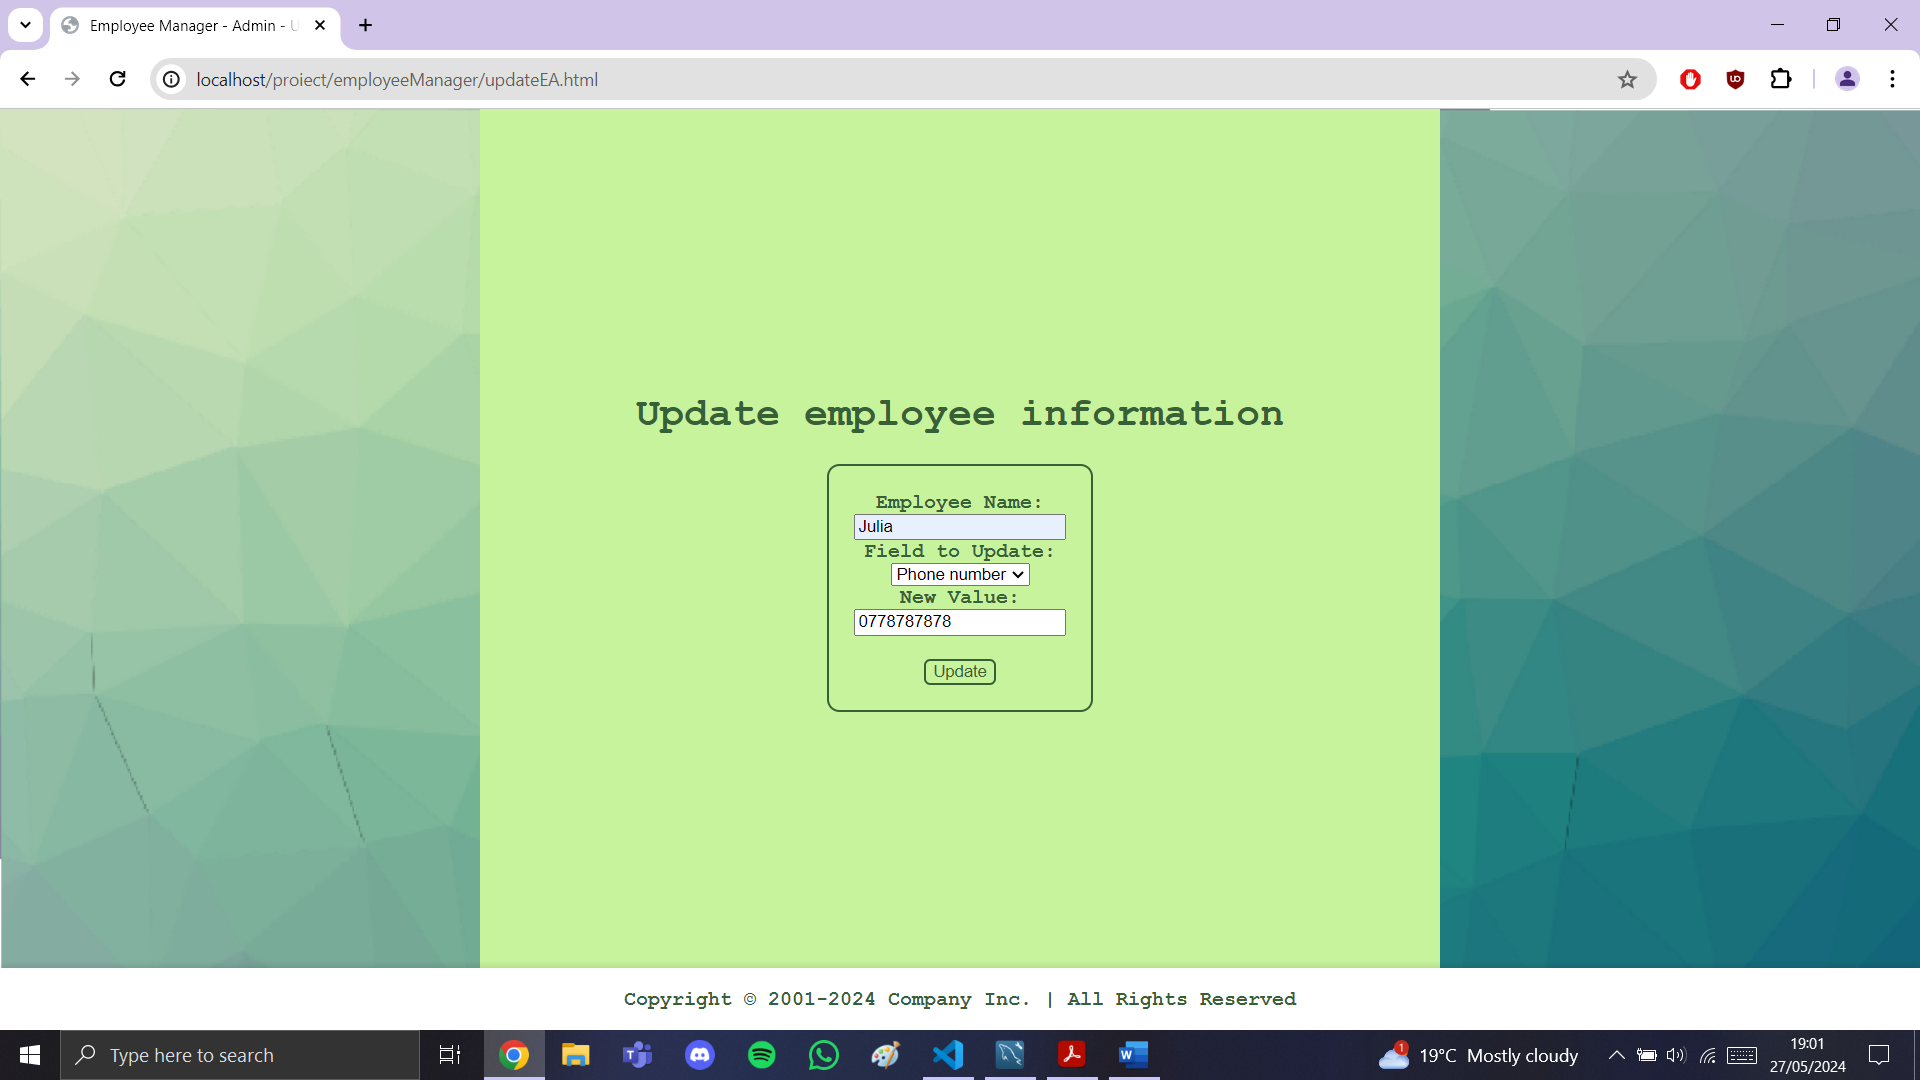 Employee Manager - Admin - U
localhost/proiect/employeeManager/updateEA.html
Update employee information
Employee Name:
Julia
Field to Update:
Phone number
New Value:
0778787878
Update
Copyright © 2001-2024 Company Inc. | All Rights Reserved
Type here to search
1
19°C Mostly cloudy
19:01
27/05/2024